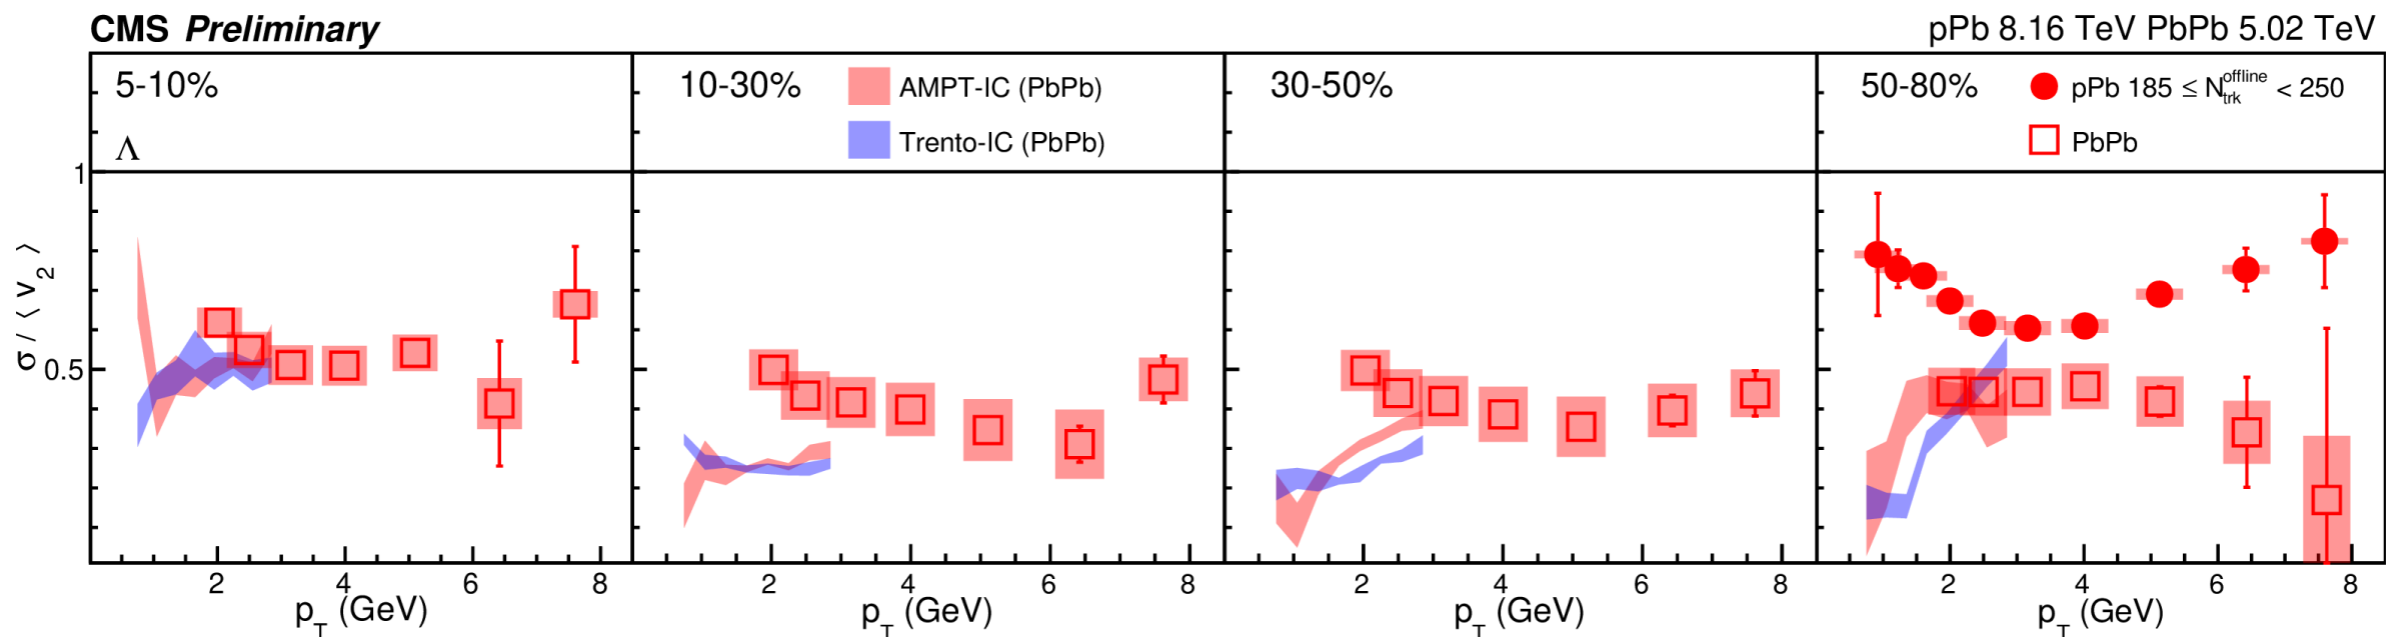 CMS Preliminary
pPb 8.16 TeV PbPb 5.02 TeV
5-10%
Λ
10-30%
AMPT-IC (PbPb)
Trento-IC (PbPb)
30-50%
50-80%
pPb 185 ≤ N_trk^offline < 250
PbPb
1
0.5
σ / ⟨ v_2 ⟩
2 4 6 8
2 4 6 8
2 4 6 8
2 4 6 8
p_T (GeV)
p_T (GeV)
p_T (GeV)
p_T (GeV)